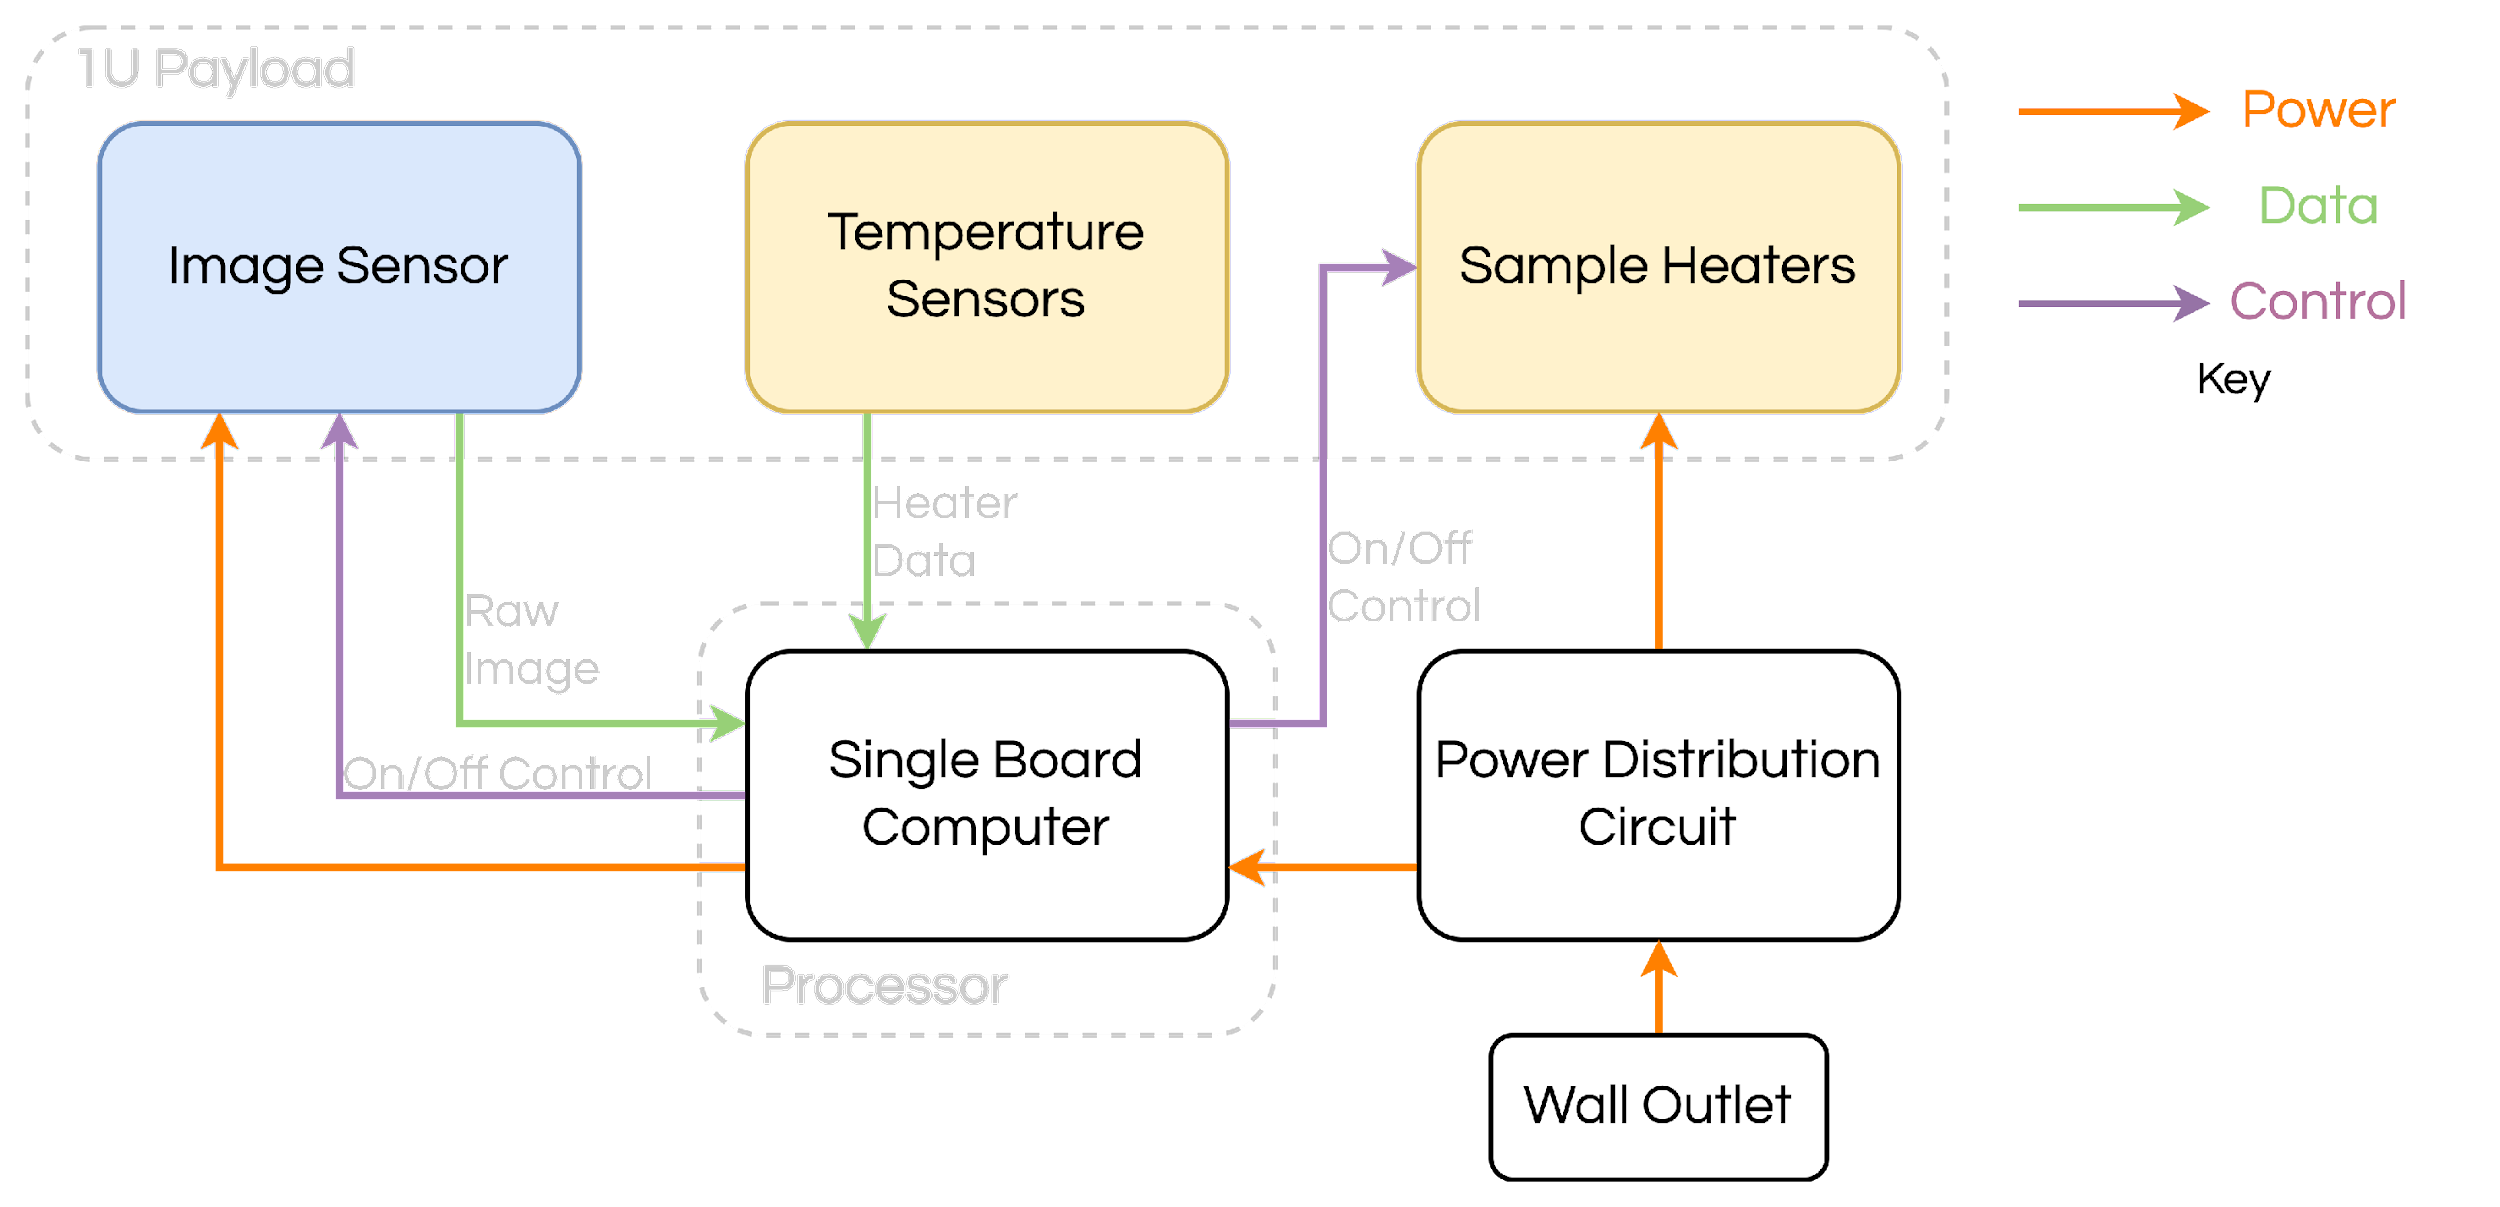 1U Payload
Image Sensor
Temperature
Sensors
Sample Heaters
Power
Data
Control
Key
Heater
Data
On/Off
Control
Raw
Image
On/Off Control
Single Board
Computer
Power Distribution
Circuit
Processor
Wall Outlet